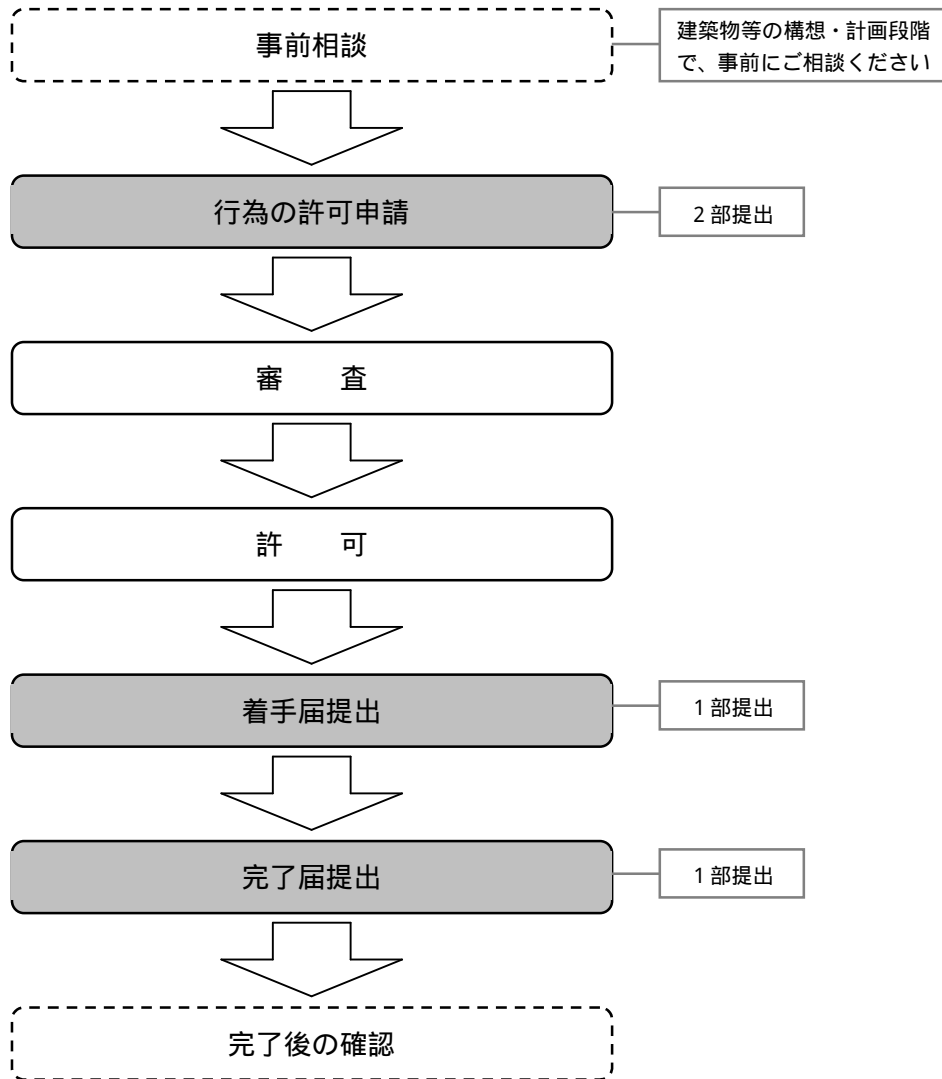 事前相談
建築物等の構想・計画段階
で、事前にご相談ください
行為の許可申請
2部提出
審　　査
許　　可
着手届提出
1部提出
完了届提出
1部提出
完了後の確認